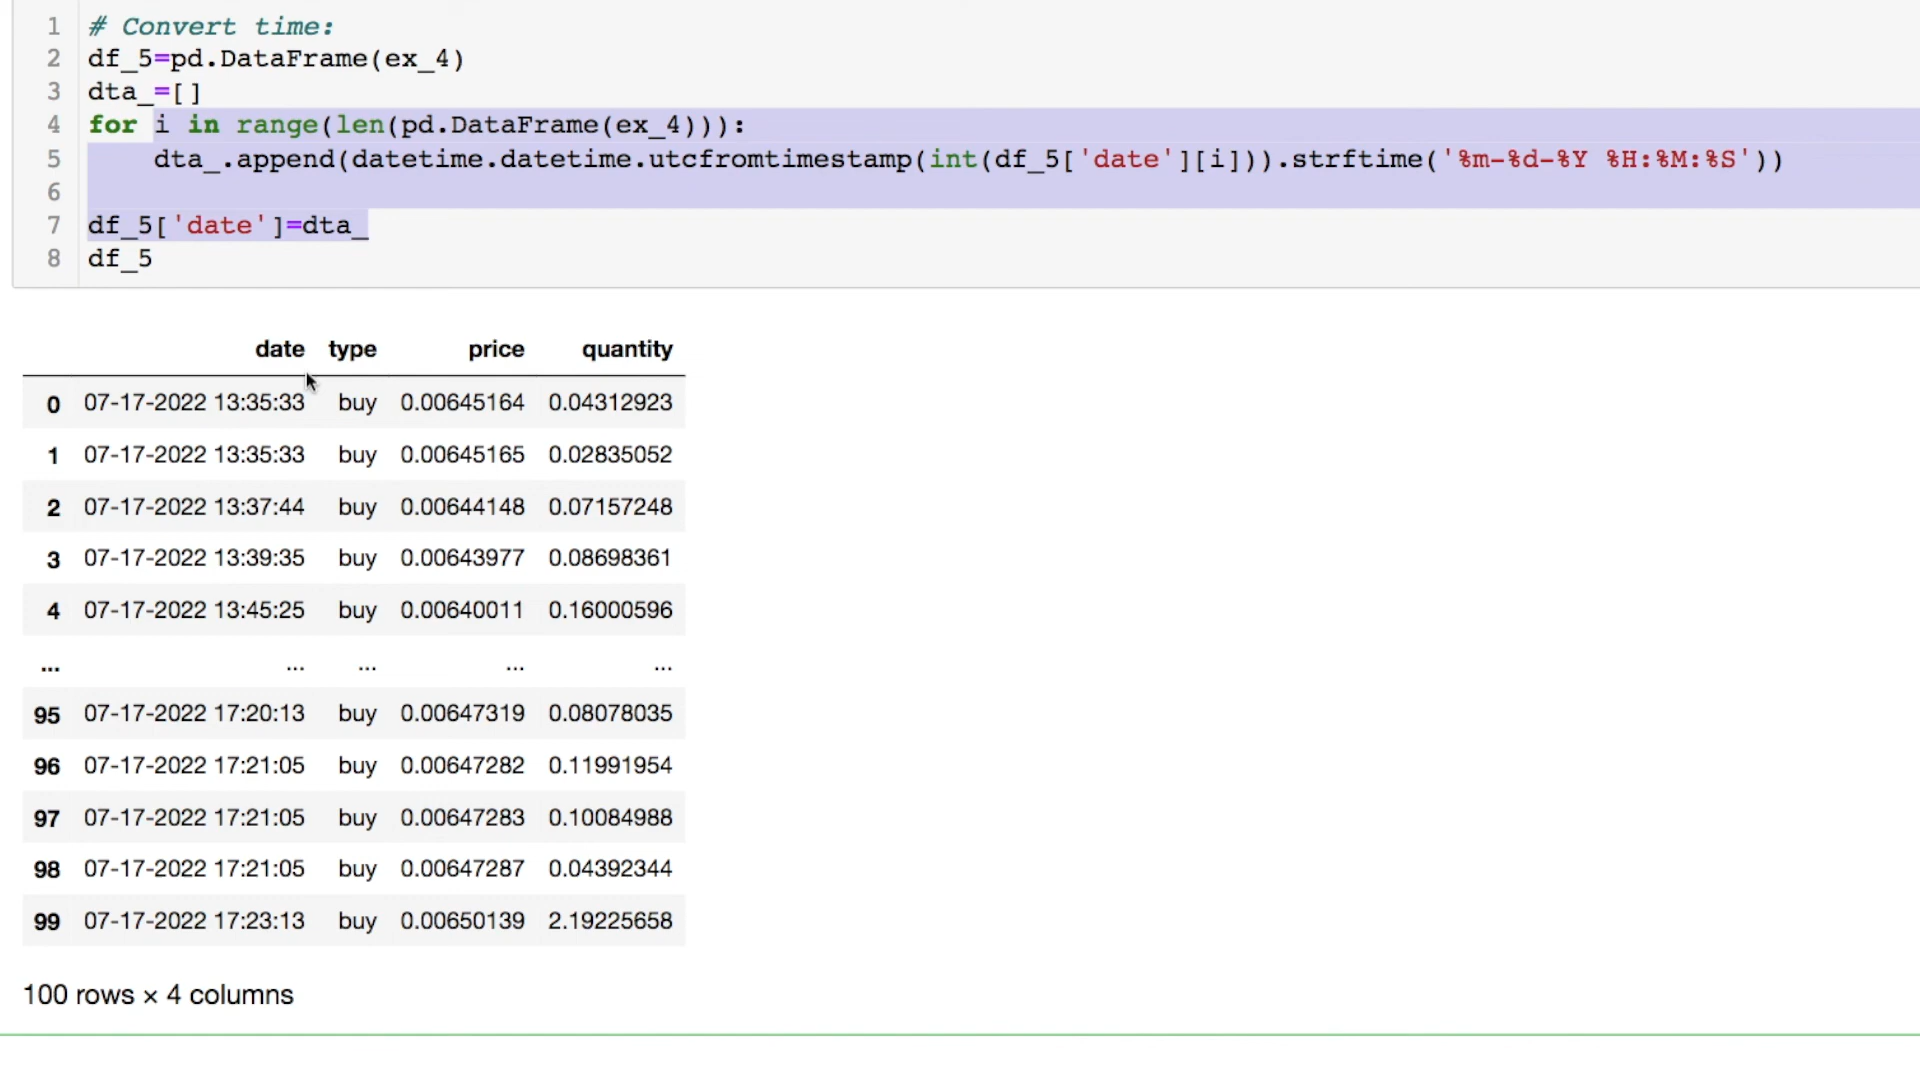 1 # Convert time:
2 df_5=pd.DataFrame(ex_4)
3 dta_=[]
4 for i in range(len(pd.DataFrame(ex_4))):
5     dta_.append(datetime.datetime.utcfromtimestamp(int(df_5['date'][i])).strftime('%m-%d-%Y %H:%M:%S'))
6
7 df_5['date']=dta_
8 df_5
date type price quantity
0 07-17-2022 13:35:33 buy 0.00645164 0.04312923
1 07-17-2022 13:35:33 buy 0.00645165 0.02835052
2 07-17-2022 13:37:44 buy 0.00644148 0.07157248
3 07-17-2022 13:39:35 buy 0.00643977 0.08698361
4 07-17-2022 13:45:25 buy 0.00640011 0.16000596
... ... ... ... ...
95 07-17-2022 17:20:13 buy 0.00647319 0.08078035
96 07-17-2022 17:21:05 buy 0.00647282 0.11991954
97 07-17-2022 17:21:05 buy 0.00647283 0.10084988
98 07-17-2022 17:21:05 buy 0.00647287 0.04392344
99 07-17-2022 17:23:13 buy 0.00650139 2.19225658
100 rows × 4 columns